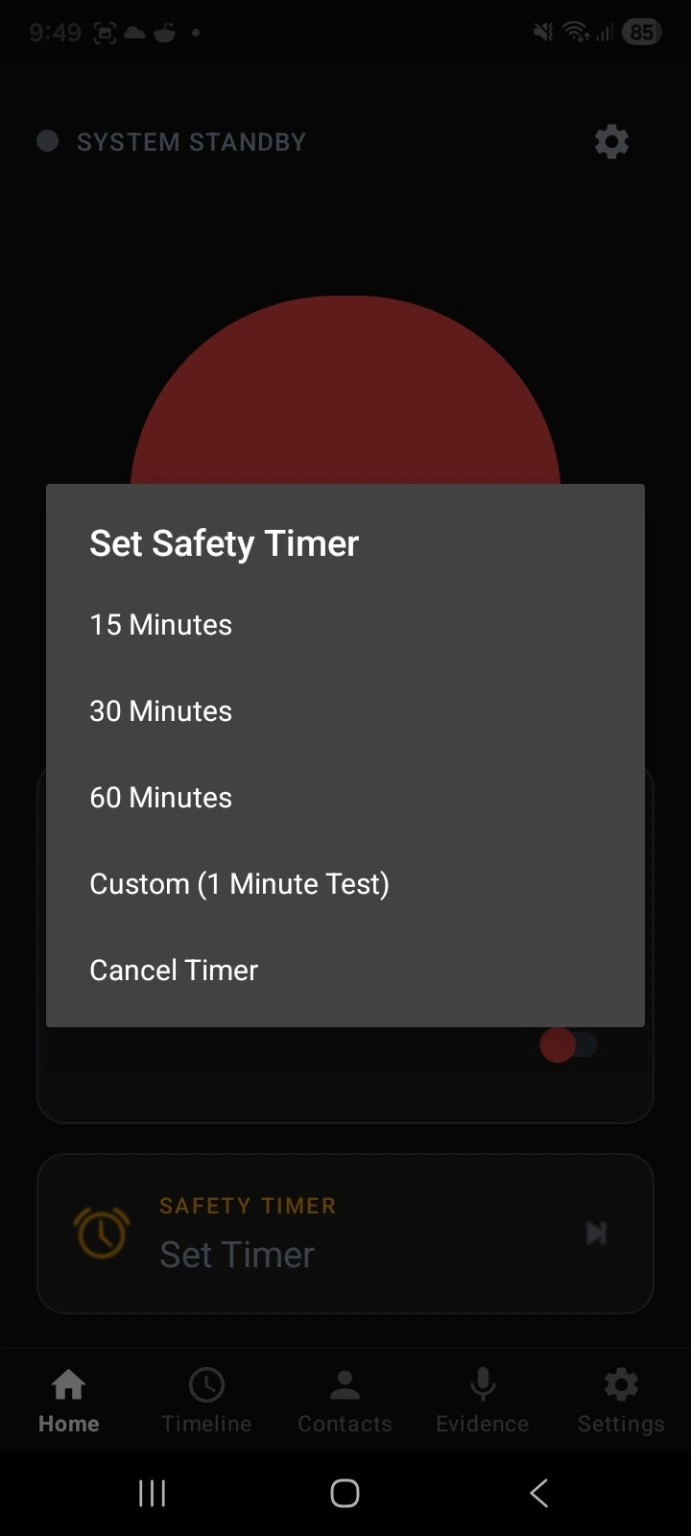 9:49
85
SYSTEM STANDBY
Set Safety Timer
15 Minutes
30 Minutes
60 Minutes
Custom (1 Minute Test)
Cancel Timer
SAFETY TIMER
Set Timer
Home Timeline Contacts Evidence Settings